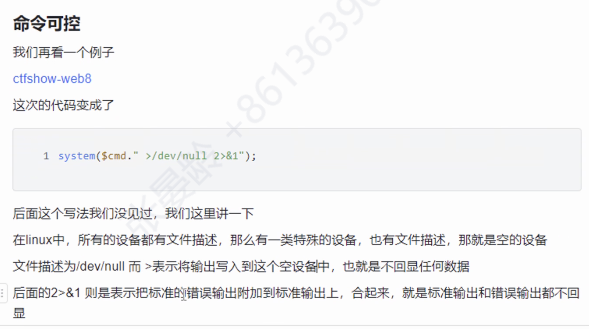 命令可控
我们再看一个例子
ctfshow-web8
这次的代码变成了
1 system($cmd." >/dev/null 2>&1");
后面这个写法我们没见过，我们这里讲一下
在linux中，所有的设备都有文件描述，那么有一类特殊的设备，也有文件描述，那就是空的设备
文件描述为/dev/null 而 >表示将输出写入到这个空设备中，也就是不回显任何数据
后面的2>&1 则是表示把标准的错误输出附加到标准输出上，合起来，就是标准输出和错误输出都不回
显